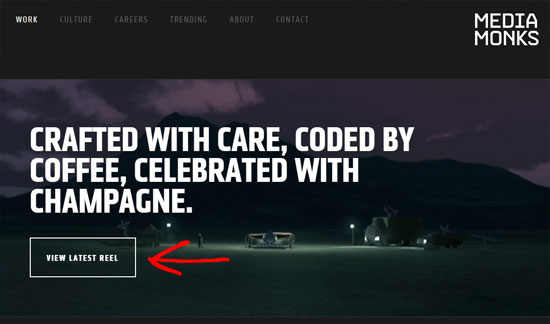 WORK CULTURE CAREERS TRENDING ABOUT CONTACT
MEDIA
MONKS
CRAFTED WITH CARE, CODED BY
COFFEE, CELEBRATED WITH
CHAMPAGNE.
VIEW LATEST REEL